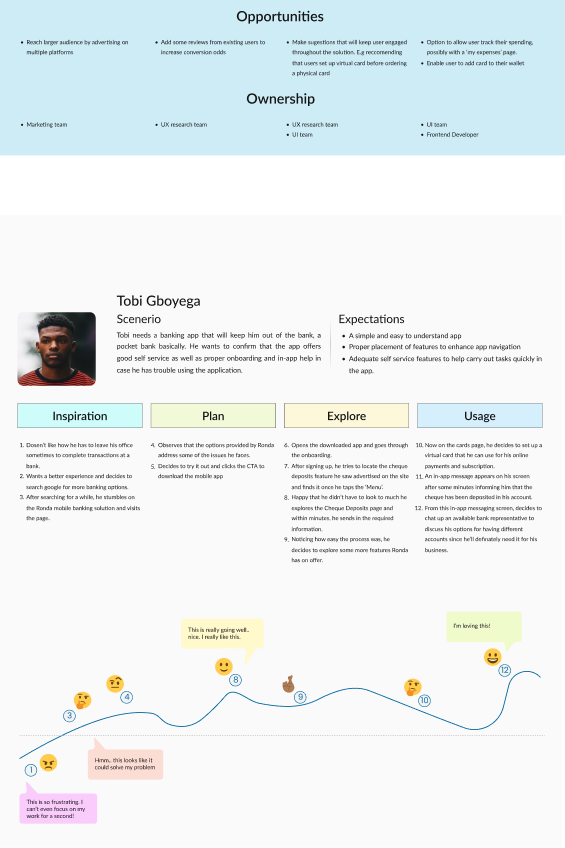 Opportunities
• Reach larger audience by advertising on
multiple platforms
• Add some reviews from existing users to
increase conversion odds
• Make sugestions that will keep user engaged
throughout the solution. E.g reccomending
that users set up virtual card before ordering
a physical card
• Option to allow user track their spending,
possibly with a 'my expenses' page.
• Enable user to add card to their wallet
Ownership
• Marketing team
• UX research team
• UX research team
• UI team
• UI team
• Frontend Developer
Tobi Gboyega
Scenerio
Tobi needs a banking app that will keep him out of the bank, a
pocket bank basically. He wants to confirm that the app offers
good self service as well as proper onboarding and in-app help in
case he has trouble using the application.
Expectations
• A simple and easy to understand app
• Proper placement of features to enhance app navigation
• Adequate self service features to help carry out tasks quickly in
the app.
Inspiration
Plan
Explore
Usage
1. Dosen't like how he has to leave his office
sometimes to complete transactions at a
bank.
2. Wants a better experience and decides to
search google for more banking options.
3. After searching for a while, he stumbles on
the Ronda mobile banking solution and visits
the page.
4. Observes that the options provided by Ronda
address some of the issues he faces.
5. Decides to try it out and clicks the CTA to
download the mobile app
6. Opens the downloaded app and goes through
the onboarding.
7. After signing up, he tries to locate the cheque
deposits feature he saw advertised on the site
and finds it once he taps the 'Menu'.
8. Happy that he didn't have to look to much he
explores the Cheque Deposits page and
within minutes, he sends in the required
information.
9. Noticing how easy the process was, he
decides to explore some more features Ronda
has on offer.
10. Now on the cards page, he decides to set up a
virtual card that he can use for his online
payments and subscription.
11. An in-app message appears on his screen
after some minutes informing him that the
cheque has been deposited in his account.
12. From this in-app messaging screen, decides to
chat up an available bank representative to
discuss his options for having different
accounts since he'll definately need it for his
business.
This is really going well..
nice. I really like this.
I'm loving this!
12
8
9
10
4
3
Hmm.. this looks like it
could solve my problem
1
This is so frustrating. I
can't even focus on my
work for a second!